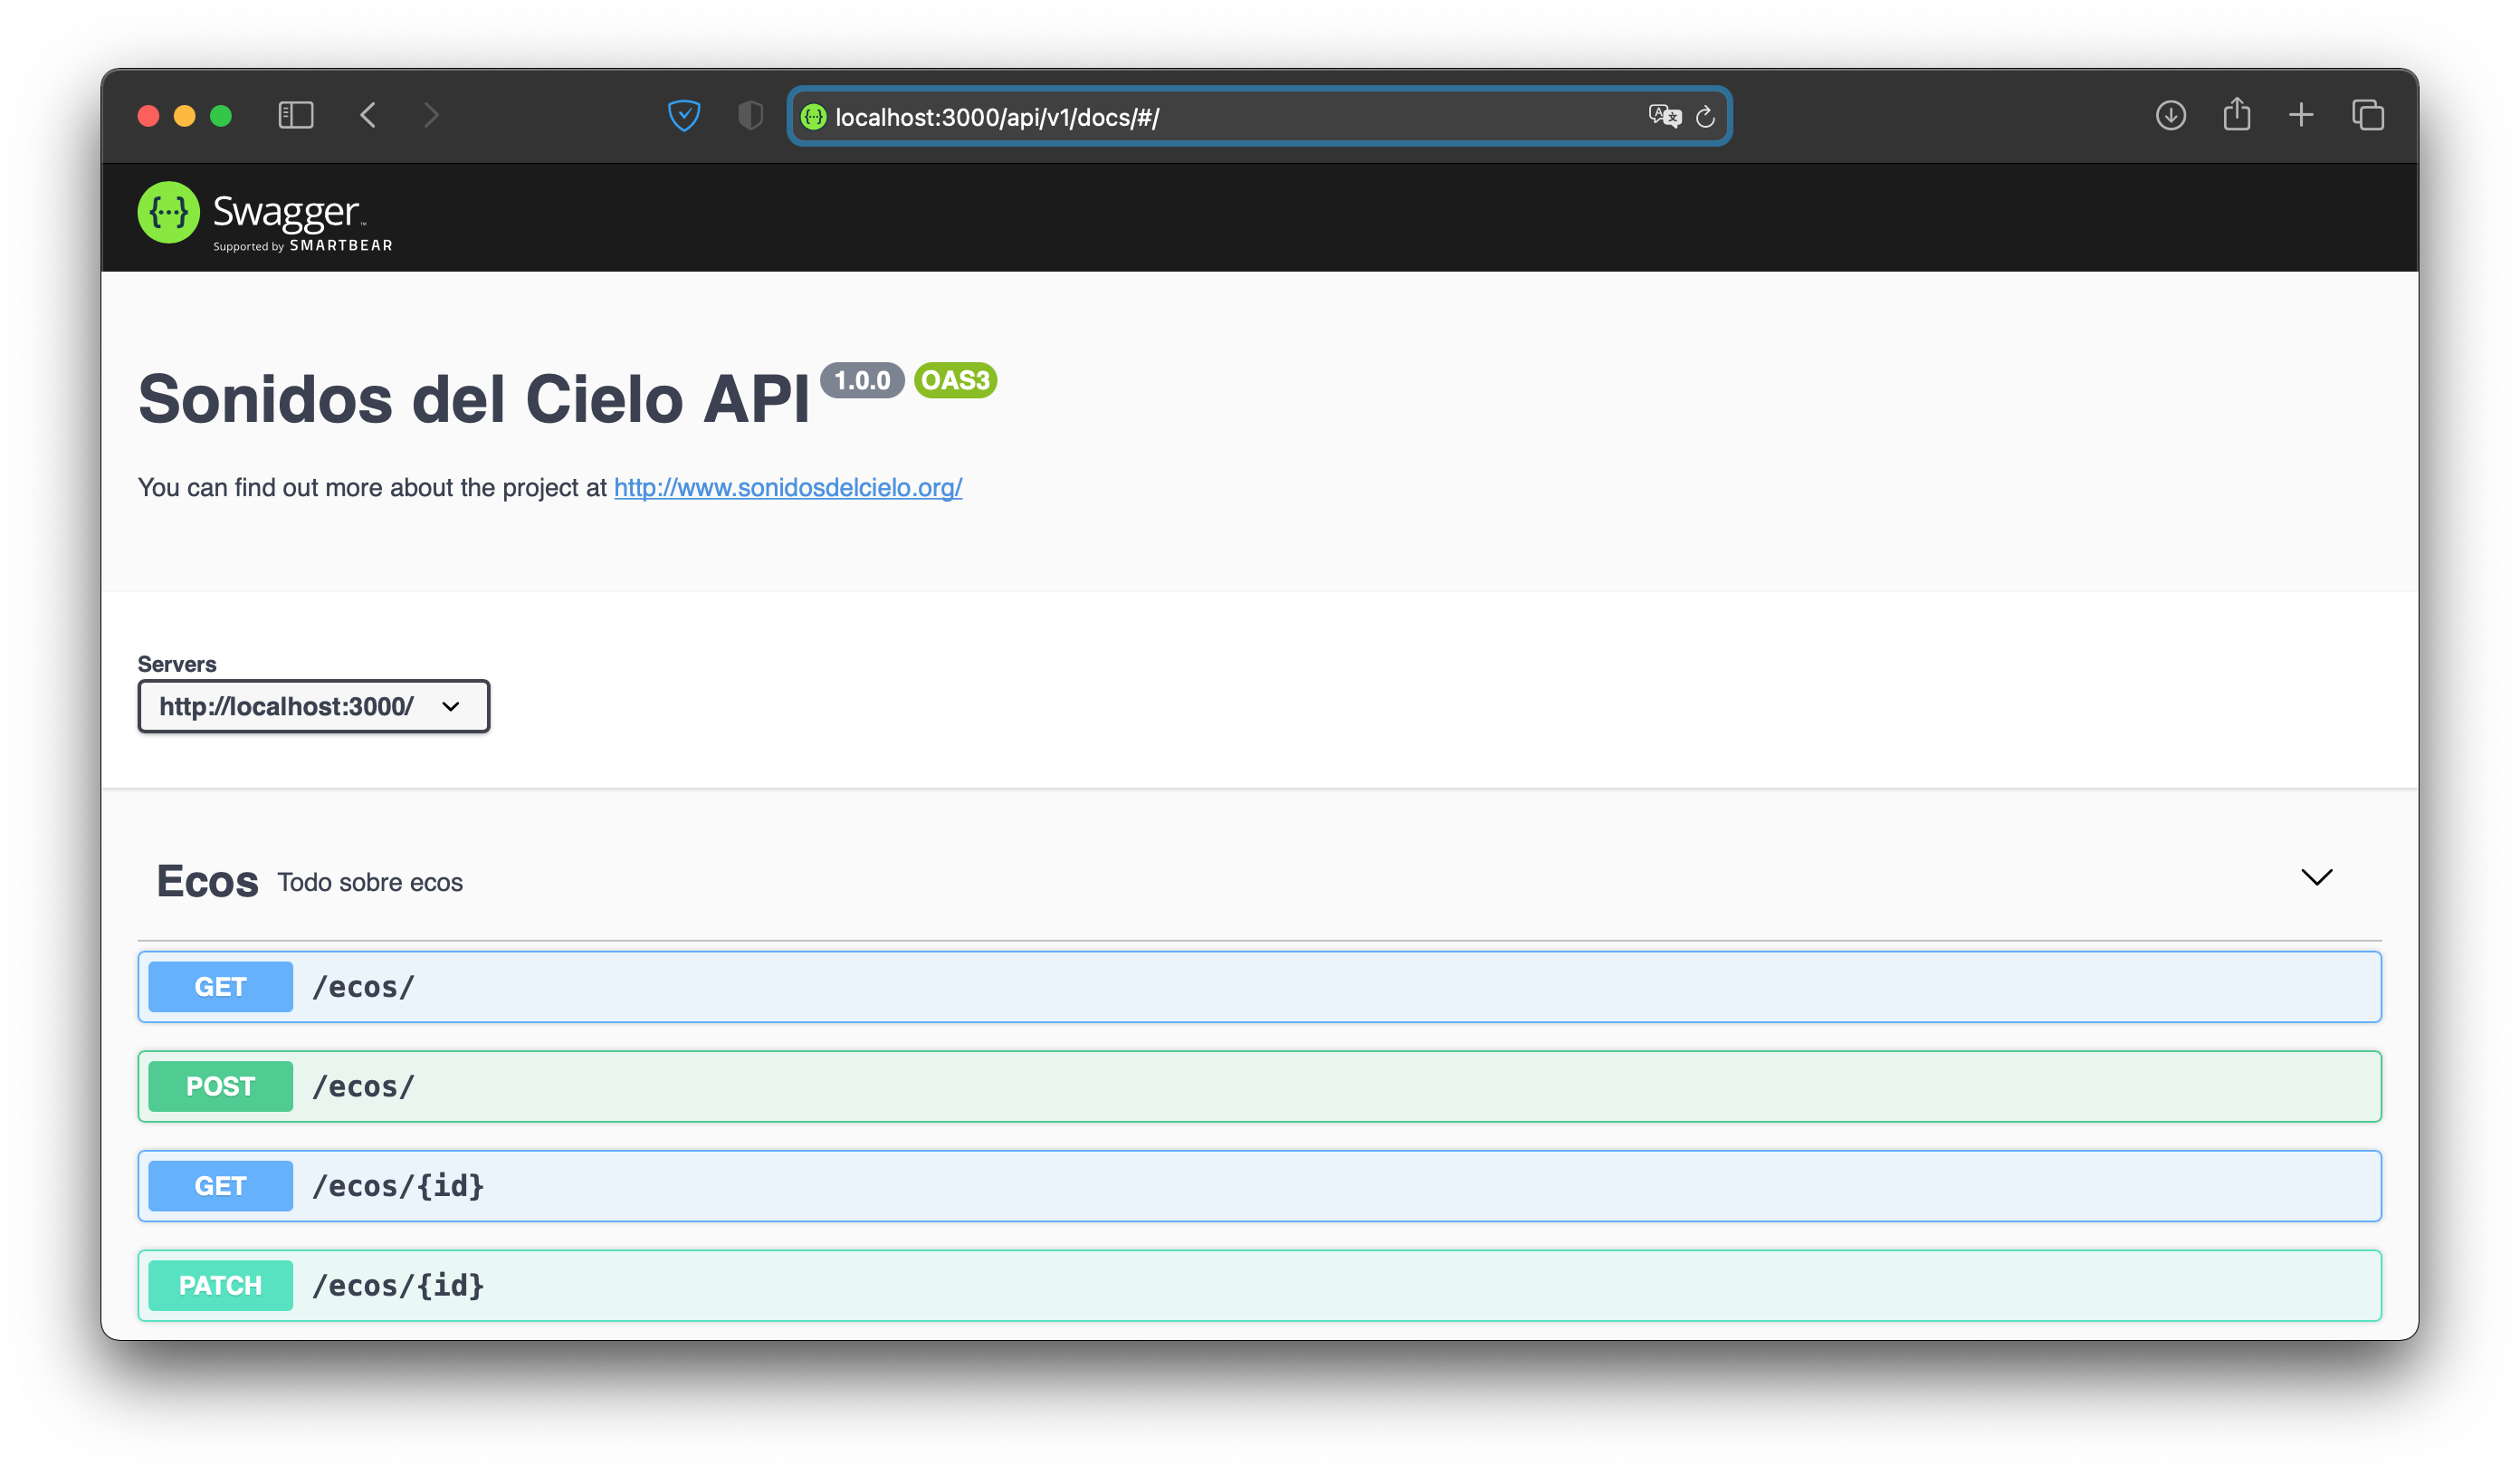 localhost:3000/api/v1/docs/#/
Swagger™
Supported by SMARTBEAR
Sonidos del Cielo API 1.0.0 OAS3
You can find out more about the project at http://www.sonidosdelcielo.org/
Servers
http://localhost:3000/
Ecos Todo sobre ecos
GET /ecos/
POST /ecos/
GET /ecos/{id}
PATCH /ecos/{id}